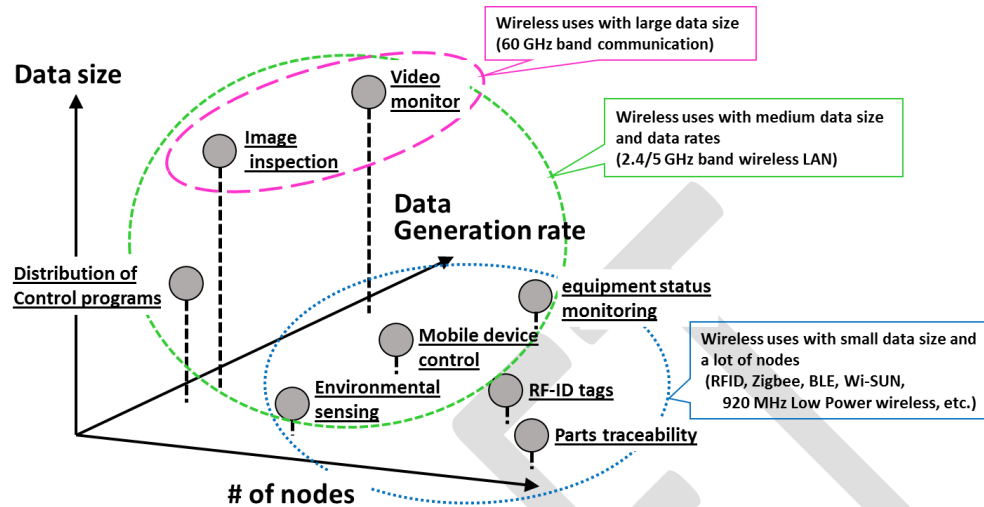 Wireless uses with large data size
(60 GHz band communication)
Data size
Video
monitor
Image
inspection
Wireless uses with medium data size
and data rates
(2.4/5 GHz band wireless LAN)
Data
Generation rate
Distribution of
Control programs
equipment status
monitoring
Mobile device
control
Wireless uses with small data size and
a lot of nodes
(RFID, Zigbee, BLE, Wi-SUN,
920 MHz Low Power wireless, etc.)
Environmental
sensing
RF-ID tags
Parts traceability
# of nodes